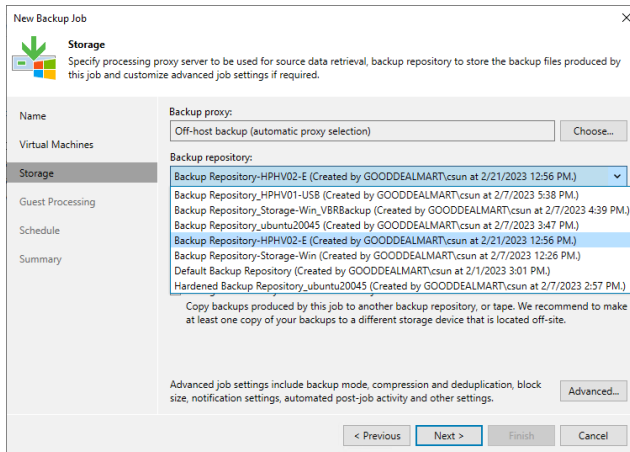 New Backup Job
Storage
Specify processing proxy server to be used for source data retrieval, backup repository to store the backup files produced by
this job and customize advanced job settings if required.
Name
Virtual Machines
Storage
Guest Processing
Schedule
Summary
Backup proxy:
Off-host backup (automatic proxy selection)
Choose...
Backup repository:
Backup Repository-HPHV02-E (Created by GOODDEALMART\csun at 2/21/2023 12:56 PM.)
Backup Repository_HPHV01-USB (Created by GOODDEALMART\csun at 2/7/2023 5:38 PM.)
Backup Repository_Storage-Win_VBRBackup (Created by GOODDEALMART\csun at 2/7/2023 4:39 PM.)
Backup Repository_ubuntu20045 (Created by GOODDEALMART\csun at 2/7/2023 3:47 PM.)
Backup Repository-HPHV02-E (Created by GOODDEALMART\csun at 2/21/2023 12:56 PM.)
Backup Repository-Storage-Win (Created by GOODDEALMART\csun at 2/7/2023 12:26 PM.)
Default Backup Repository (Created by GOODDEALMART\csun at 2/1/2023 3:01 PM.)
Hardened Backup Repository_ubuntu20045 (Created by GOODDEALMART\csun at 2/7/2023 2:57 PM.)
Copy backups produced by this job to another backup repository, or tape. We recommend to make
at least one copy of your backups to a different storage device that is located off-site.
Advanced job settings include backup mode, compression and deduplication, block
size, notification settings, automated post-job activity and other settings.
Advanced...
< Previous
Next >
Finish
Cancel